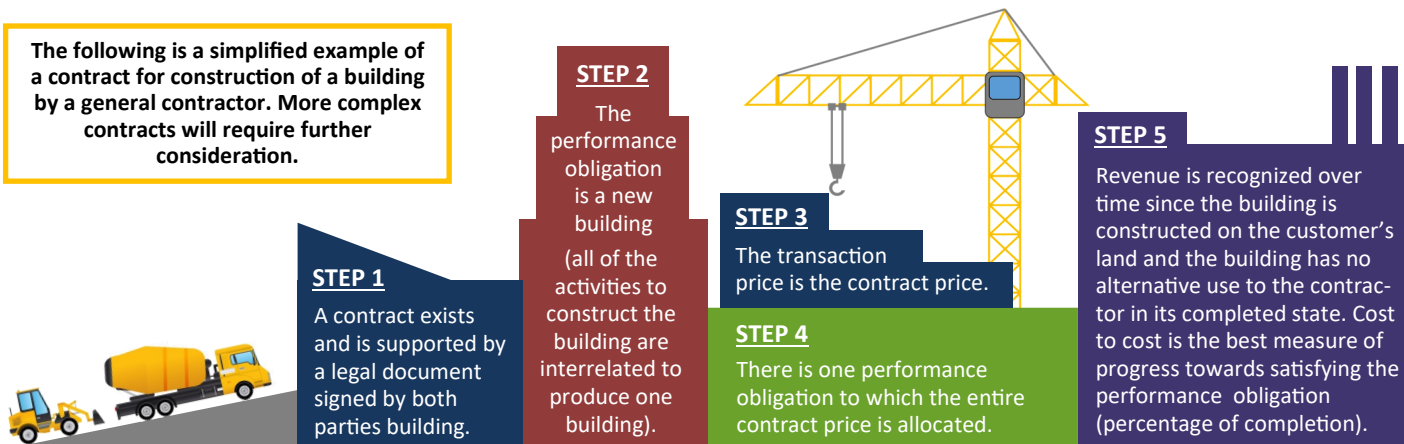 The following is a simplified example of
a contract for construction of a building
by a general contractor. More complex
contracts will require further
consideration.
STEP 1
A contract exists
and is supported by
a legal document
signed by both
parties building.
STEP 2
The
performance
obligation
is a new
building
(all of the
activities to
construct the
building are
interrelated to
produce one
building).
STEP 3
The transaction
price is the contract price.
STEP 4
There is one performance
obligation to which the entire
contract price is allocated.
STEP 5
Revenue is recognized over
time since the building is
constructed on the customer’s
land and the building has no
alternative use to the contrac-
tor in its completed state. Cost
to cost is the best measure of
progress towards satisfying the
performance obligation
(percentage of completion).